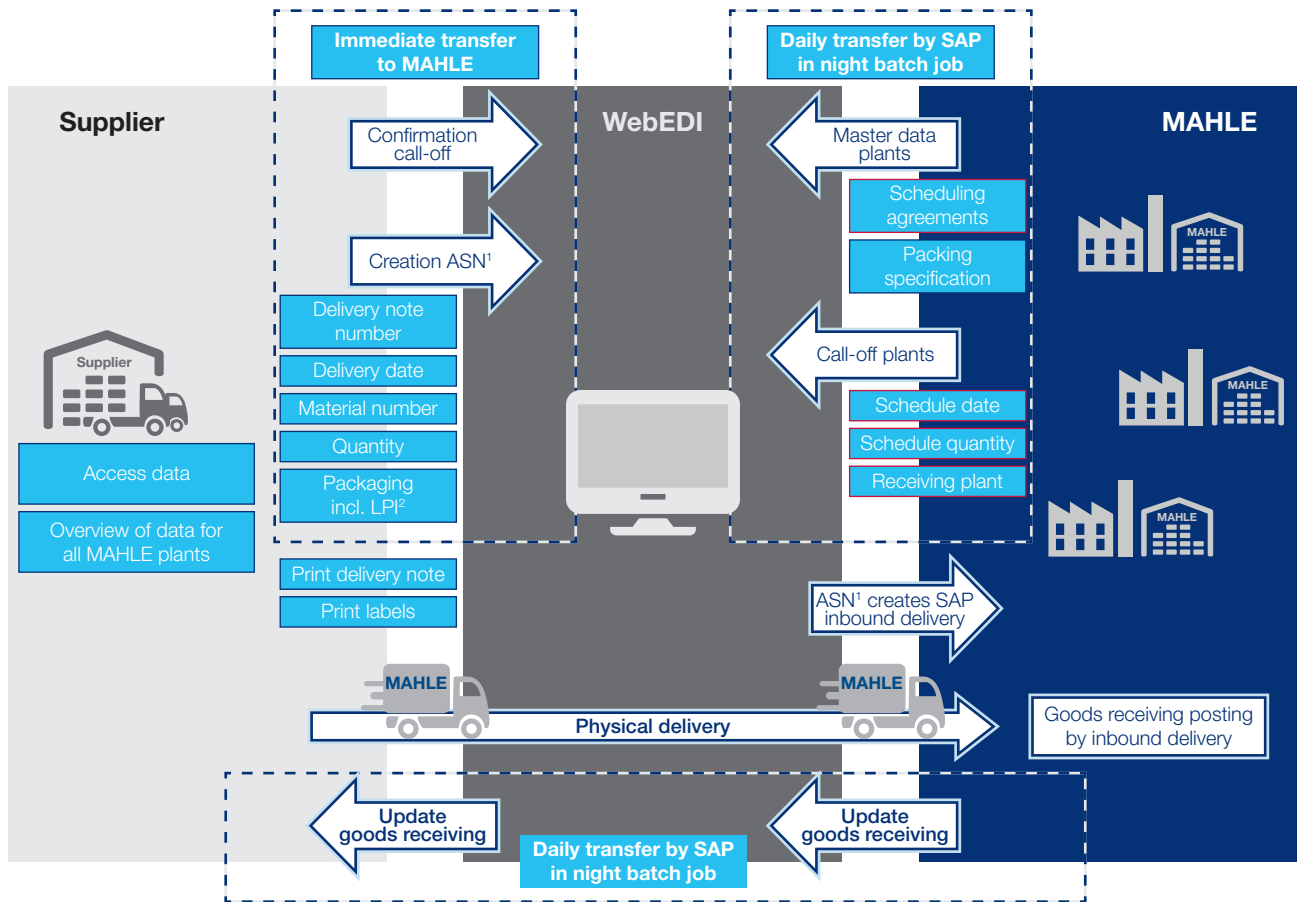 Immediate transfer
to MAHLE
Daily transfer by SAP
in night batch job
Supplier
WebEDI
MAHLE
Confirmation
call-off
Master data
plants
Scheduling
agreements
Creation ASN¹
Packing
specification
MAHLE
Delivery note
number
Call-off plants
Supplier
Delivery date
MAHLE
Material number
Schedule date
Quantity
Schedule quantity
Access data
Packaging
incl. LPI²
Receiving plant
MAHLE
Overview of data for
all MAHLE plants
Print delivery note
Print labels
ASN¹ creates SAP
inbound delivery
MAHLE
MAHLE
Physical delivery
Goods receiving posting
by inbound delivery
Update
goods receiving
Update
goods receiving
Daily transfer by SAP
in night batch job